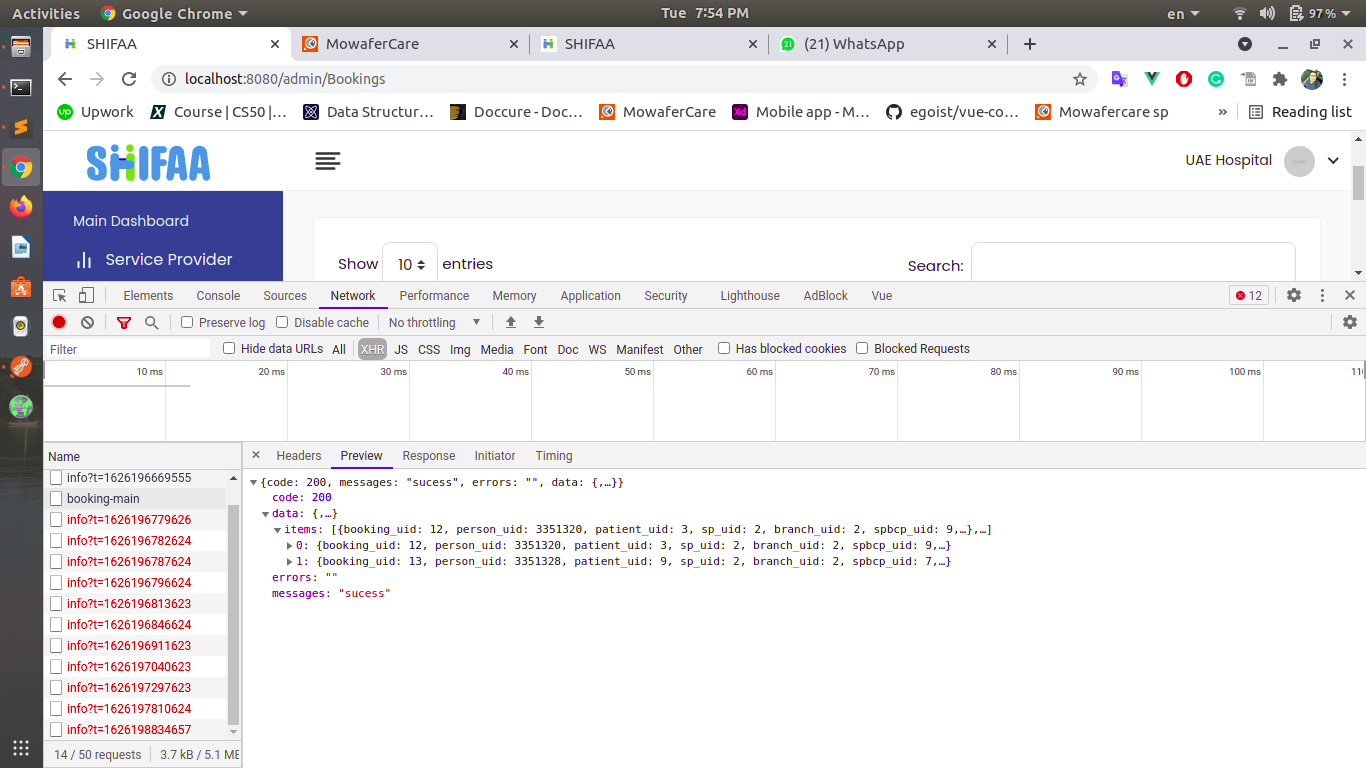 Activities Google Chrome Tue 7:54 PM en 97%
SHIFAA MowaferCare SHIFAA 21 (21) WhatsApp
localhost:8080/admin/Bookings
up Upwork Course | CS50 |… Data Structur… Doccure - Doc… MowaferCare Xd Mobile app - M… egoist/vue-co… Mowafercare sp » Reading list
SHIFAA UAE Hospital
Main Dashboard
Service Provider
Show 10 entries Search:
Elements Console Sources Network Performance Memory Application Security Lighthouse AdBlock Vue 12
Preserve log Disable cache No throttling
Filter Hide data URLs All XHR JS CSS Img Media Font Doc WS Manifest Other Has blocked cookies Blocked Requests
10 ms 20 ms 30 ms 40 ms 50 ms 60 ms 70 ms 80 ms 90 ms 100 ms 11
Name Headers Preview Response Initiator Timing
info?t=1626196669555
booking-main
info?t=1626196779626
info?t=1626196782624
info?t=1626196787624
info?t=1626196796624
info?t=1626196813623
info?t=1626196846624
info?t=1626196911623
info?t=1626197040623
info?t=1626197297623
info?t=1626197810624
info?t=1626198834657
14 / 50 requests 3.7 kB / 5.1 ME
{code: 200, messages: "sucess", errors: "", data: {,…}}
code: 200
data: {,…}
items: [{booking_uid: 12, person_uid: 3351320, patient_uid: 3, sp_uid: 2, branch_uid: 2, spbcp_uid: 9,…},…]
0: {booking_uid: 12, person_uid: 3351320, patient_uid: 3, sp_uid: 2, branch_uid: 2, spbcp_uid: 9,…}
1: {booking_uid: 13, person_uid: 3351328, patient_uid: 9, sp_uid: 2, branch_uid: 2, spbcp_uid: 7,…}
errors: ""
messages: "sucess"